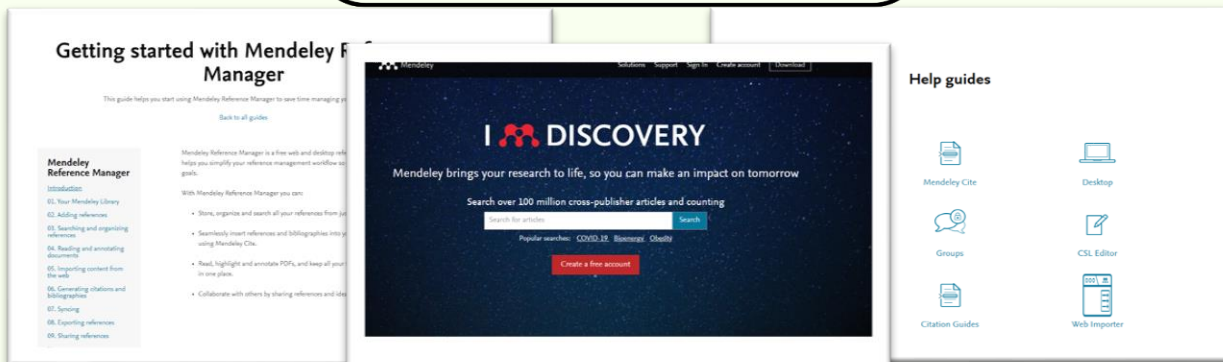 Getting started with Mendeley
Manager
This guide helps you start using Mendeley Reference Manager to save time managing
Back to all guides
Mendeley
Reference Manager
Introduction
01. Your Mendeley Library
02. Adding references
03. Searching and organizing
references
04. Reading and annotating
documents
05. Importing content from
the web
06. Generating citations and
bibliographies
07. Syncing
08. Exporting references
09. Sharing references
Mendeley Reference Manager is a free web and desktop
helps you simplify your reference management workflow so
goals.
With Mendeley Reference Manager you can:
• Store, organize and search all your references from
• Seamlessly insert references and bibliographies into
using Mendeley Cite.
• Read, highlight and annotate PDFs, and keep all your
in one place.
• Collaborate with others by sharing references and
Mendeley
Solutions Support Sign In Create account Download
I DISCOVERY
Mendeley brings your research to life, so you can make an impact on tomorrow
Search over 100 million cross-publisher articles and counting
Search for articles
Search
Popular searches: COVID-19 Bioenergy Obesity
Create a free account
Help guides
Mendeley Cite
Desktop
Groups
CSL Editor
Citation Guides
Web Importer